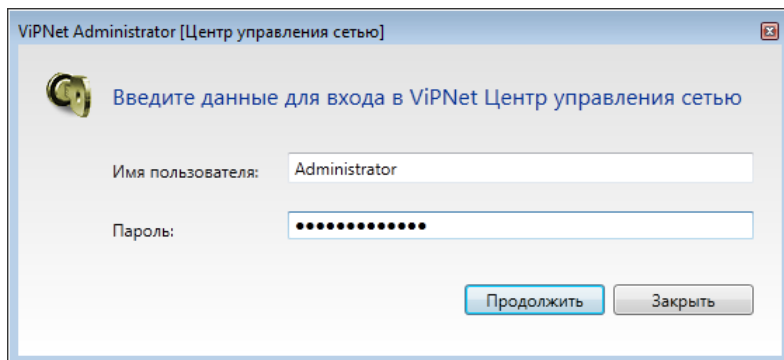 ViPNet Administrator [Центр управления сетью]
Введите данные для входа в ViPNet Центр управления сетью
Имя пользователя: Administrator
Пароль: •••••••••••••
Продолжить Закрыть